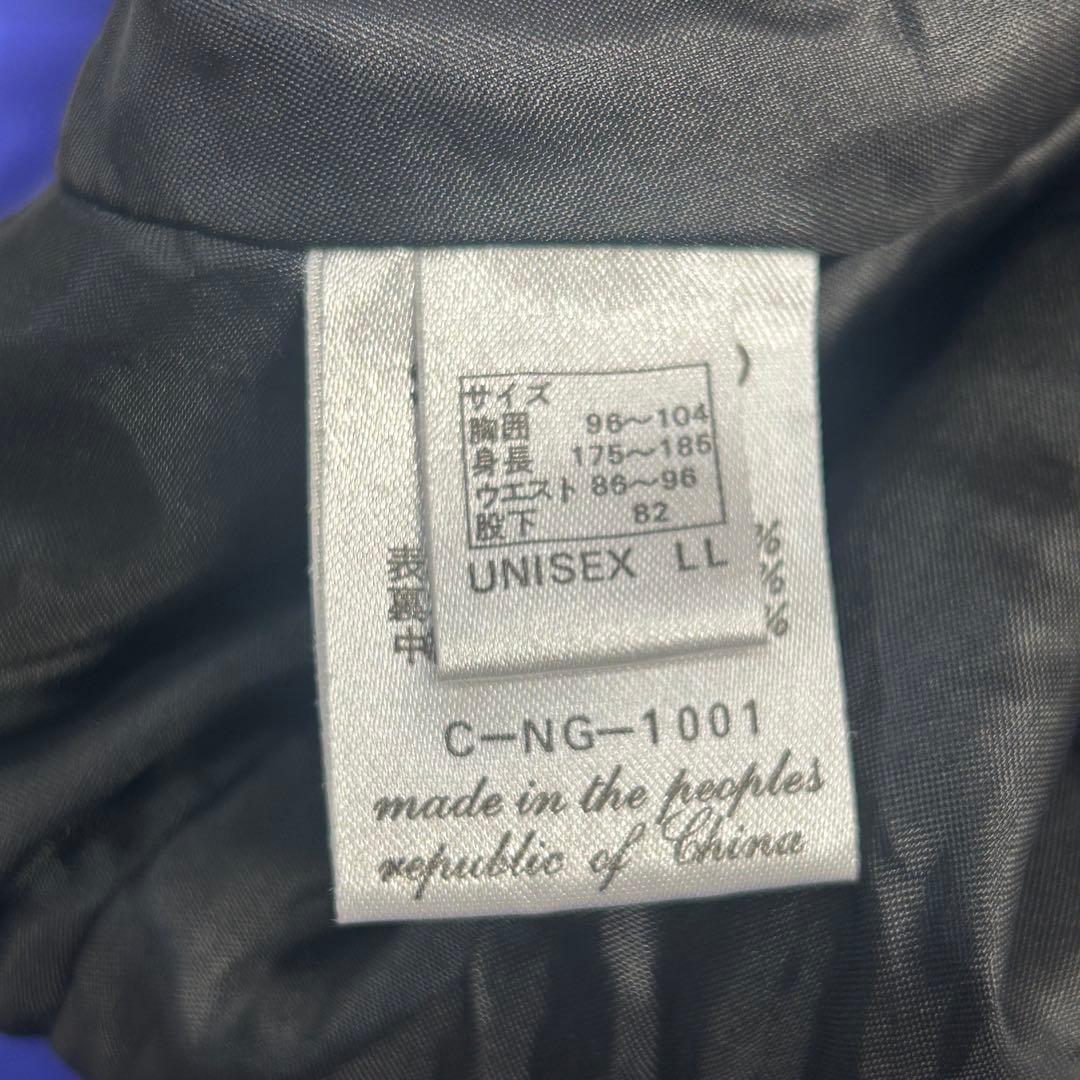 サイズ
胸囲 96〜104
身長 175〜185
ウエスト 86〜96
股下 82
UNISEX LL
)
表 %
裏 %
中 %
C-NG-1001
made in the peoples
republic of China